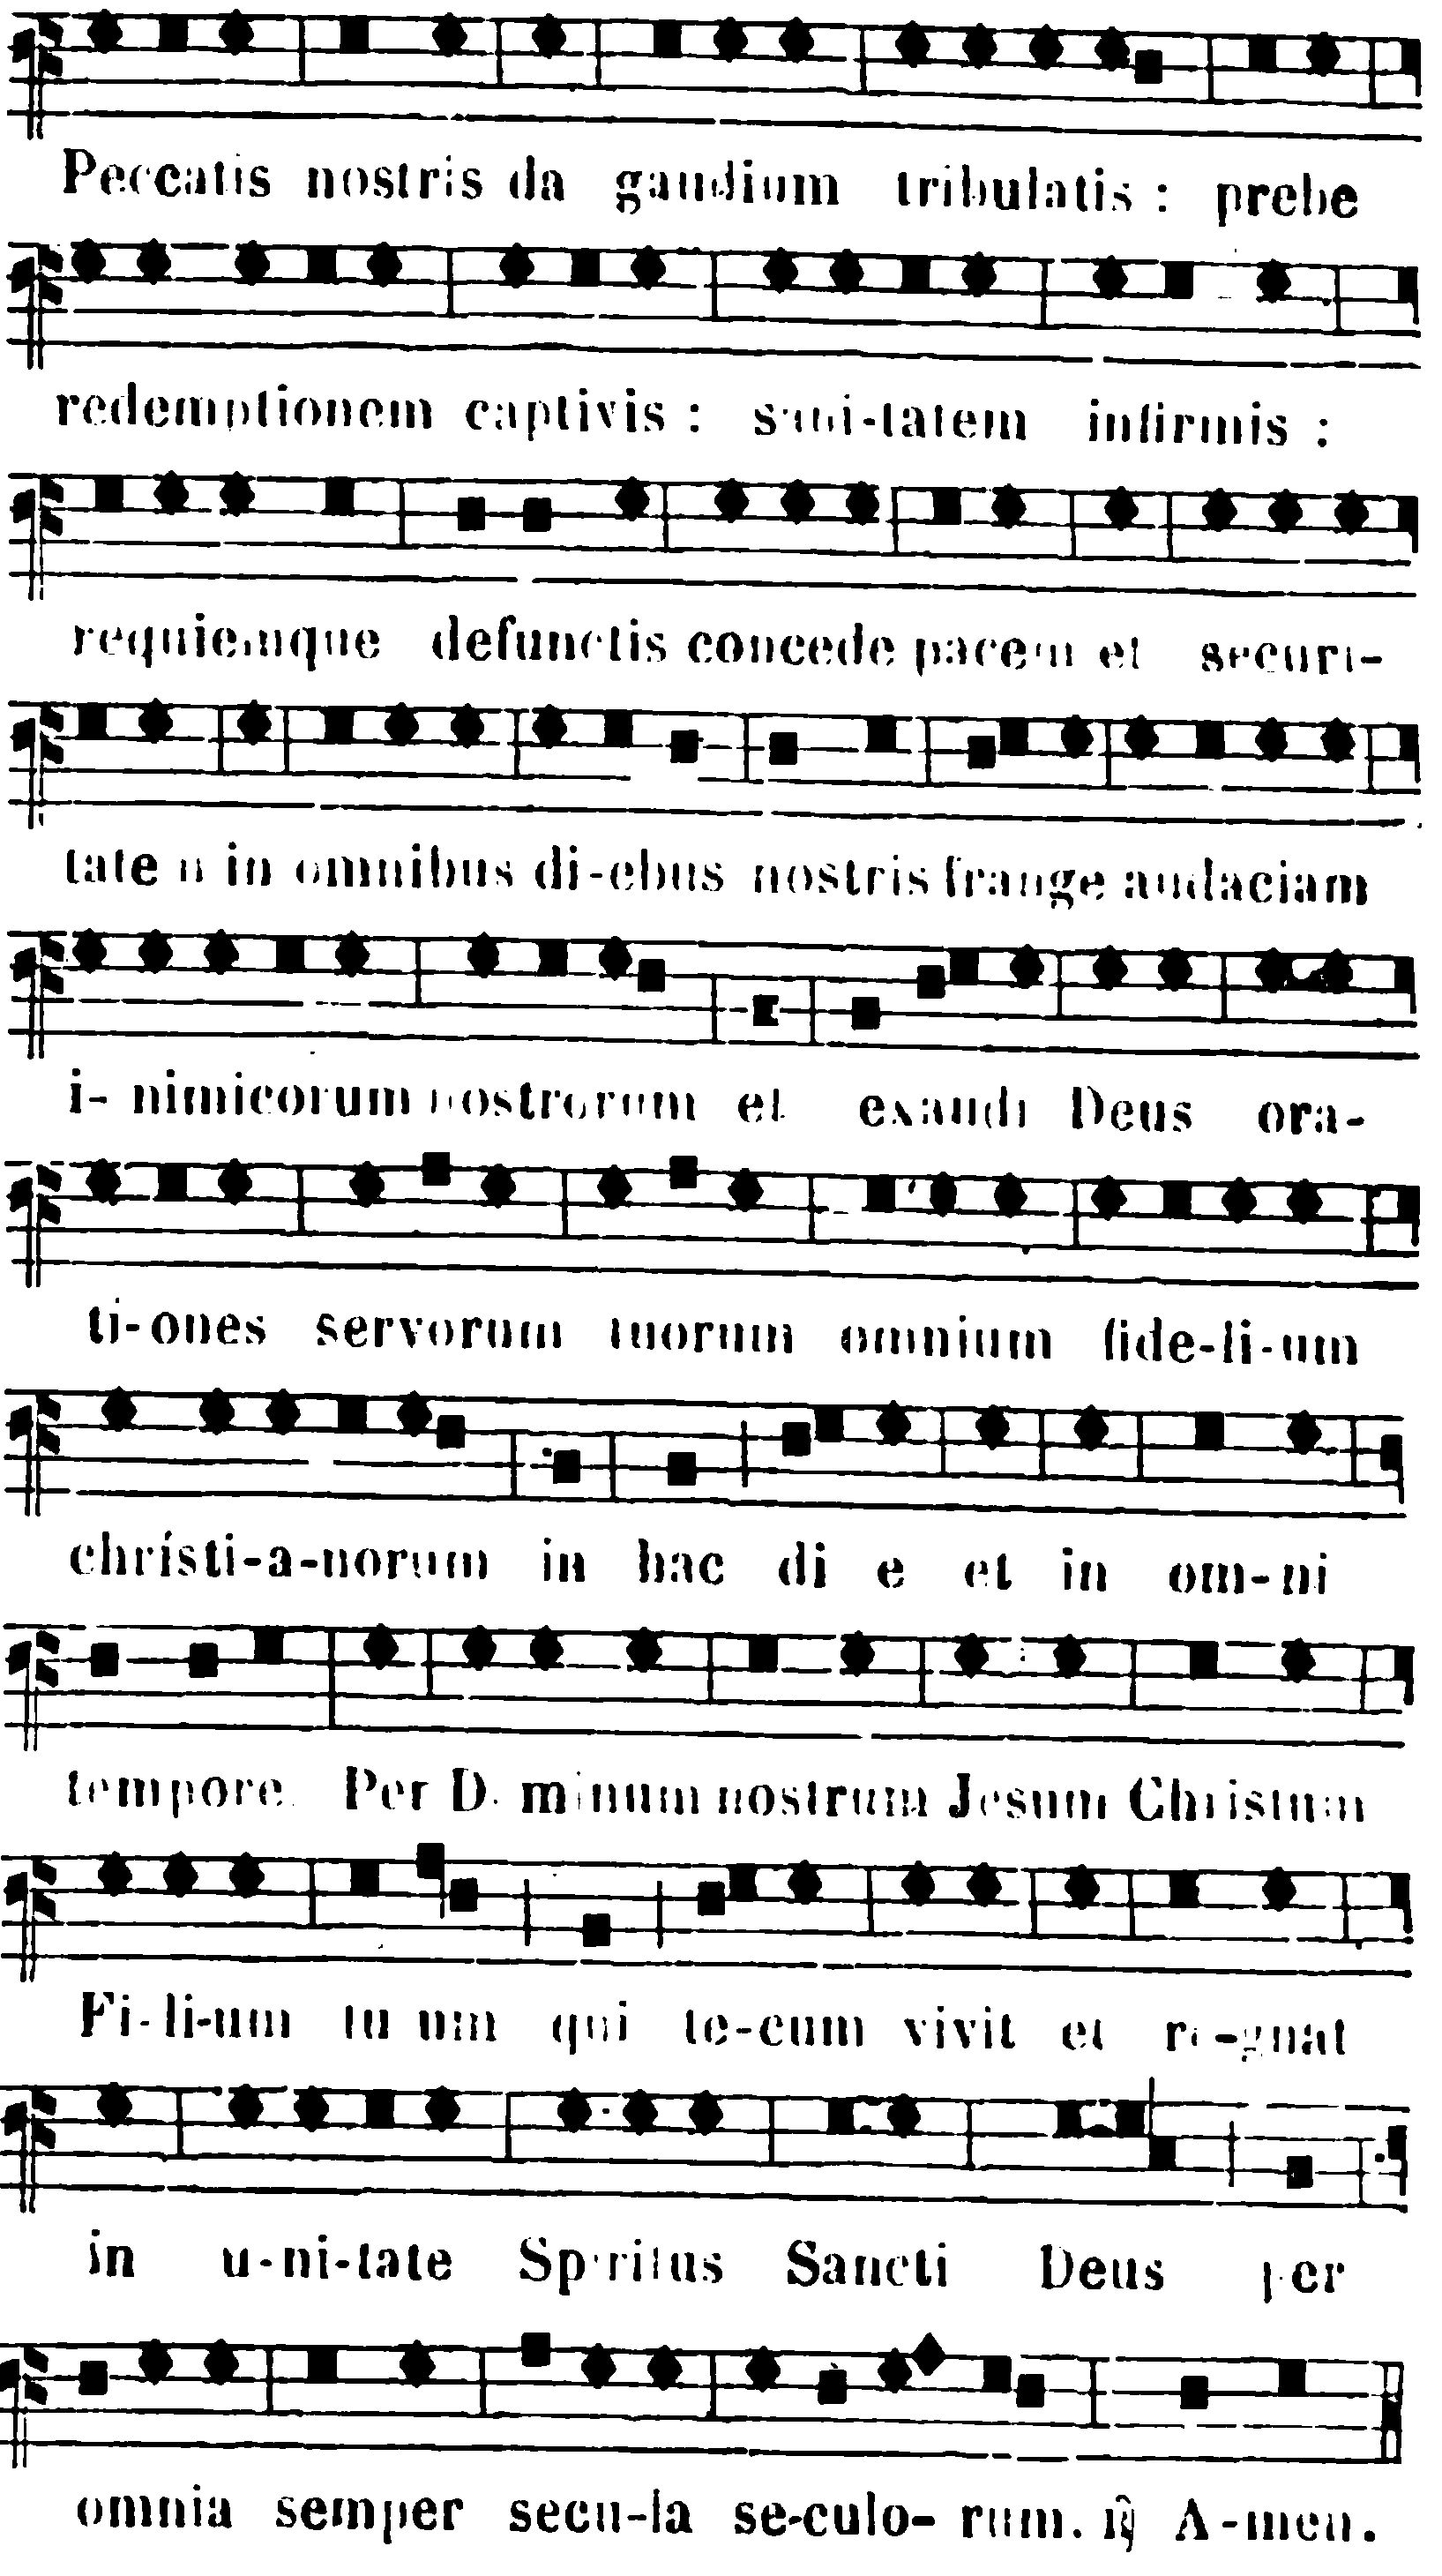 Peccatis nostris da gaudium tribulatis : prebe
redemptionem captivis : sani-tatem infirmis :
requiemque defunctis concede pacem et securi-
tatem in omnibus di-ebus nostris frange audaciam
i- nimicorum nostrorum et exaudi Deus ora-
ti-ones servorum tuorum omnium fide-li-um
christi-a-norum in hac di e et in om-ni
tempore. Per Dominum nostrum Jesum Christum
Fi-li-um tu um qui te-cum vivit et re-gnat
in u-ni-tate Spiritus Sancti Deus per
omnia semper secu-la se-culo- rum. ℟ A-men.